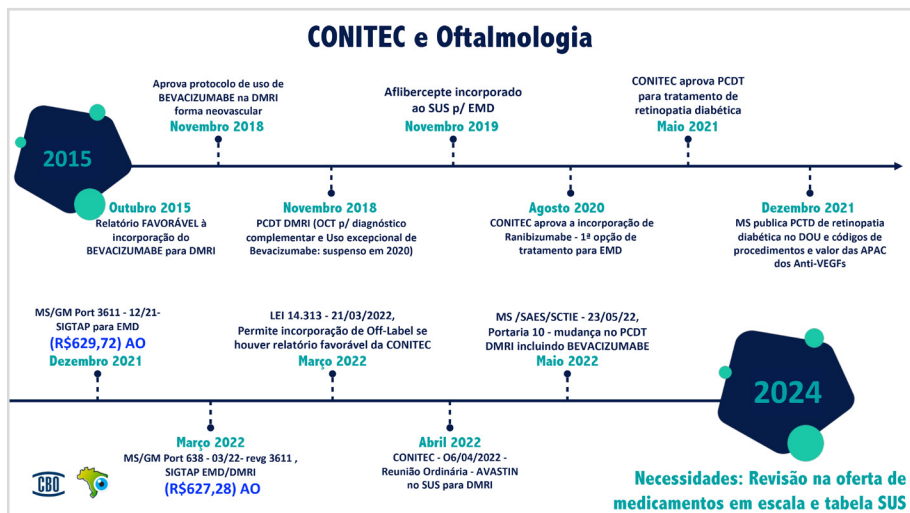 CONITEC e Oftalmologia
2015
Aprova protocolo de uso de
BEVACIZUMABE na DMRI
forma neovascular
Novembro 2018
Aflibercepte incorporado
ao SUS p/ EMD
Novembro 2019
CONITEC aprova PCDT
para tratamento de
retinopatia diabética
Maio 2021
Outubro 2015
Relatório FAVORÁVEL à
incorporação do
BEVACIZUMABE para DMRI
Novembro 2018
PCDT DMRI (OCT p/ diagnóstico
complementar e Uso excepcional de
Bevacizumabe: suspenso em 2020)
Agosto 2020
CONITEC aprova a incorporação de
Ranibizumabe - 1ª opção de
tratamento para EMD
Dezembro 2021
MS publica PCTD de retinopatia
diabética no DOU e códigos de
procedimentos e valor das APAC
dos Anti-VEGFs
MS/GM Port 3611 - 12/21-
SIGTAP para EMD
(R$629,72) AO
Dezembro 2021
LEI 14.313 - 21/03/2022,
Permite incorporação de Off-Label se
houver relatório favorável da CONITEC
Março 2022
MS /SAES/SCTIE - 23/05/22,
Portaria 10 - mudança no PCDT
DMRI incluindo BEVACIZUMABE
Maio 2022
2024
Março 2022
MS/GM Port 638 - 03/22- revg 3611 ,
SIGTAP EMD/DMRI
(R$627,28) AO
Abril 2022
CONITEC - 06/04/2022 -
Reunião Ordinária - AVASTIN
no SUS para DMRI
CBO
Necessidades: Revisão na oferta de
medicamentos em escala e tabela SUS